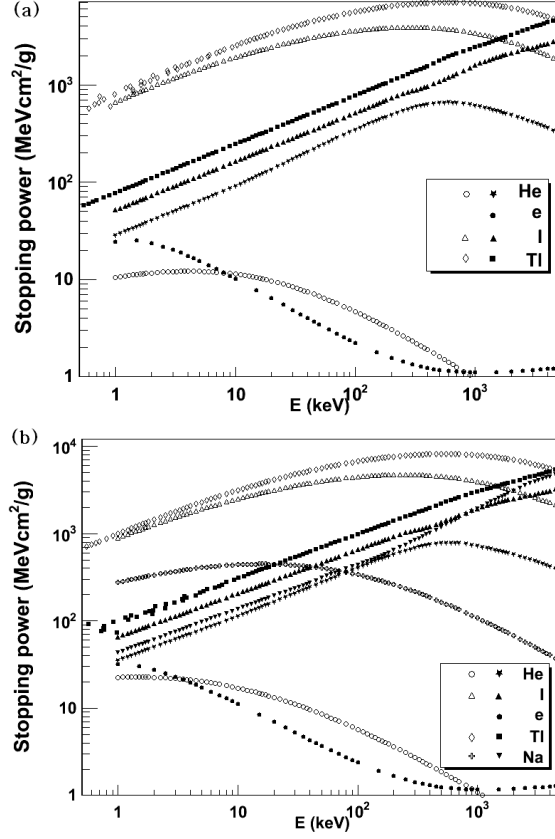 (a)
Stopping power (MeVcm²/g)
10³
10²
10
1
He
e
I
Tl
1 10 10² 10³
E (keV)
(b)
Stopping power (MeVcm²/g)
10⁴
10³
10²
10
1
He
I
e
Tl
Na
1 10 10² 10³
E (keV)